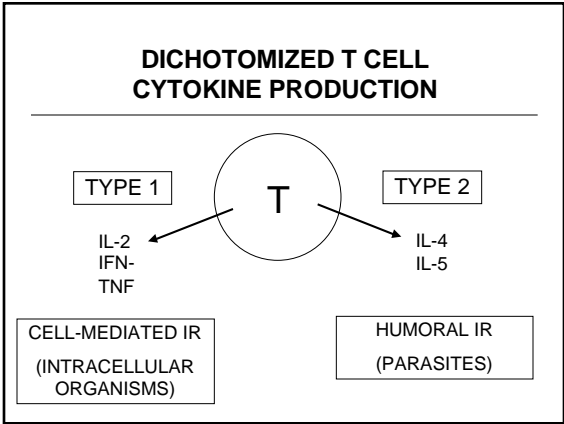 DICHOTOMIZED T CELL
CYTOKINE PRODUCTION
TYPE 1
T
TYPE 2
IL-2
IFN-
TNF
IL-4
IL-5
CELL-MEDIATED IR
(INTRACELLULAR
ORGANISMS)
HUMORAL IR
(PARASITES)